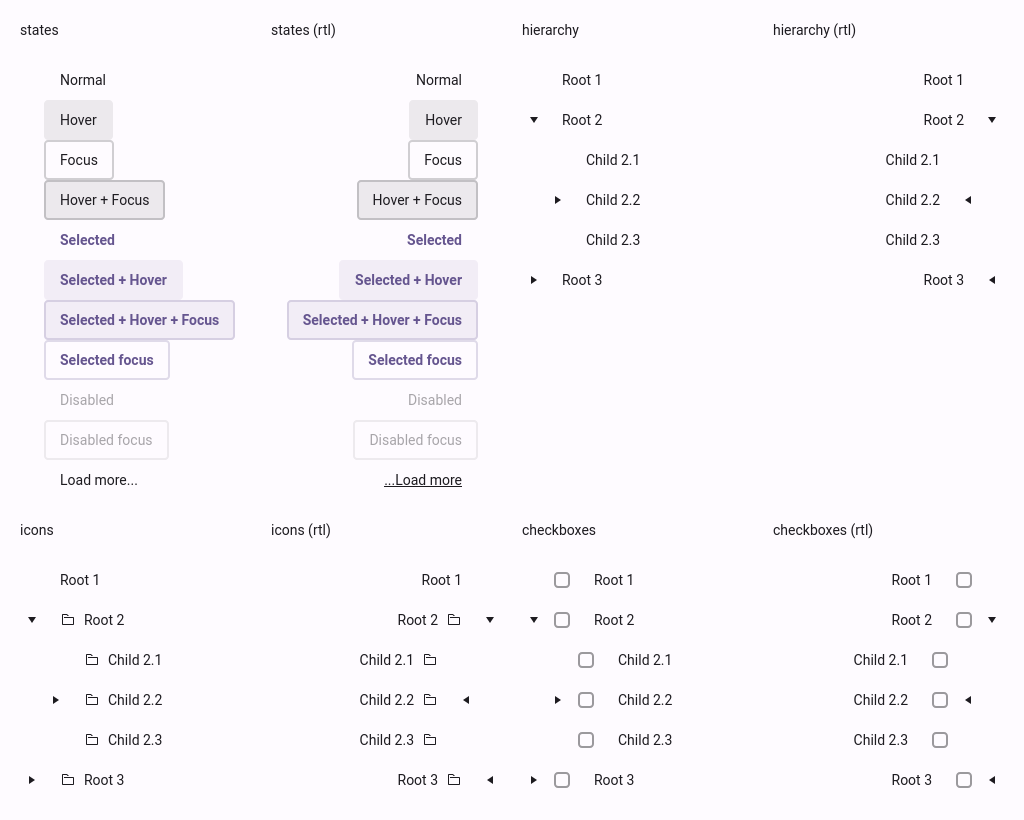 states
Normal
Hover
Focus
Hover + Focus
Selected
Selected + Hover
Selected + Hover + Focus
Selected focus
Disabled
Disabled focus
Load more...
states (rtl)
Normal
Hover
Focus
Hover + Focus
Selected
Selected + Hover
Selected + Hover + Focus
Selected focus
Disabled
Disabled focus
...Load more
hierarchy
Root 1
Root 2
Child 2.1
Child 2.2
Child 2.3
Root 3
hierarchy (rtl)
Root 1
Root 2
Child 2.1
Child 2.2
Child 2.3
Root 3
icons
Root 1
Root 2
Child 2.1
Child 2.2
Child 2.3
Root 3
icons (rtl)
Root 1
Root 2
Child 2.1
Child 2.2
Child 2.3
Root 3
checkboxes
Root 1
Root 2
Child 2.1
Child 2.2
Child 2.3
Root 3
checkboxes (rtl)
Root 1
Root 2
Child 2.1
Child 2.2
Child 2.3
Root 3